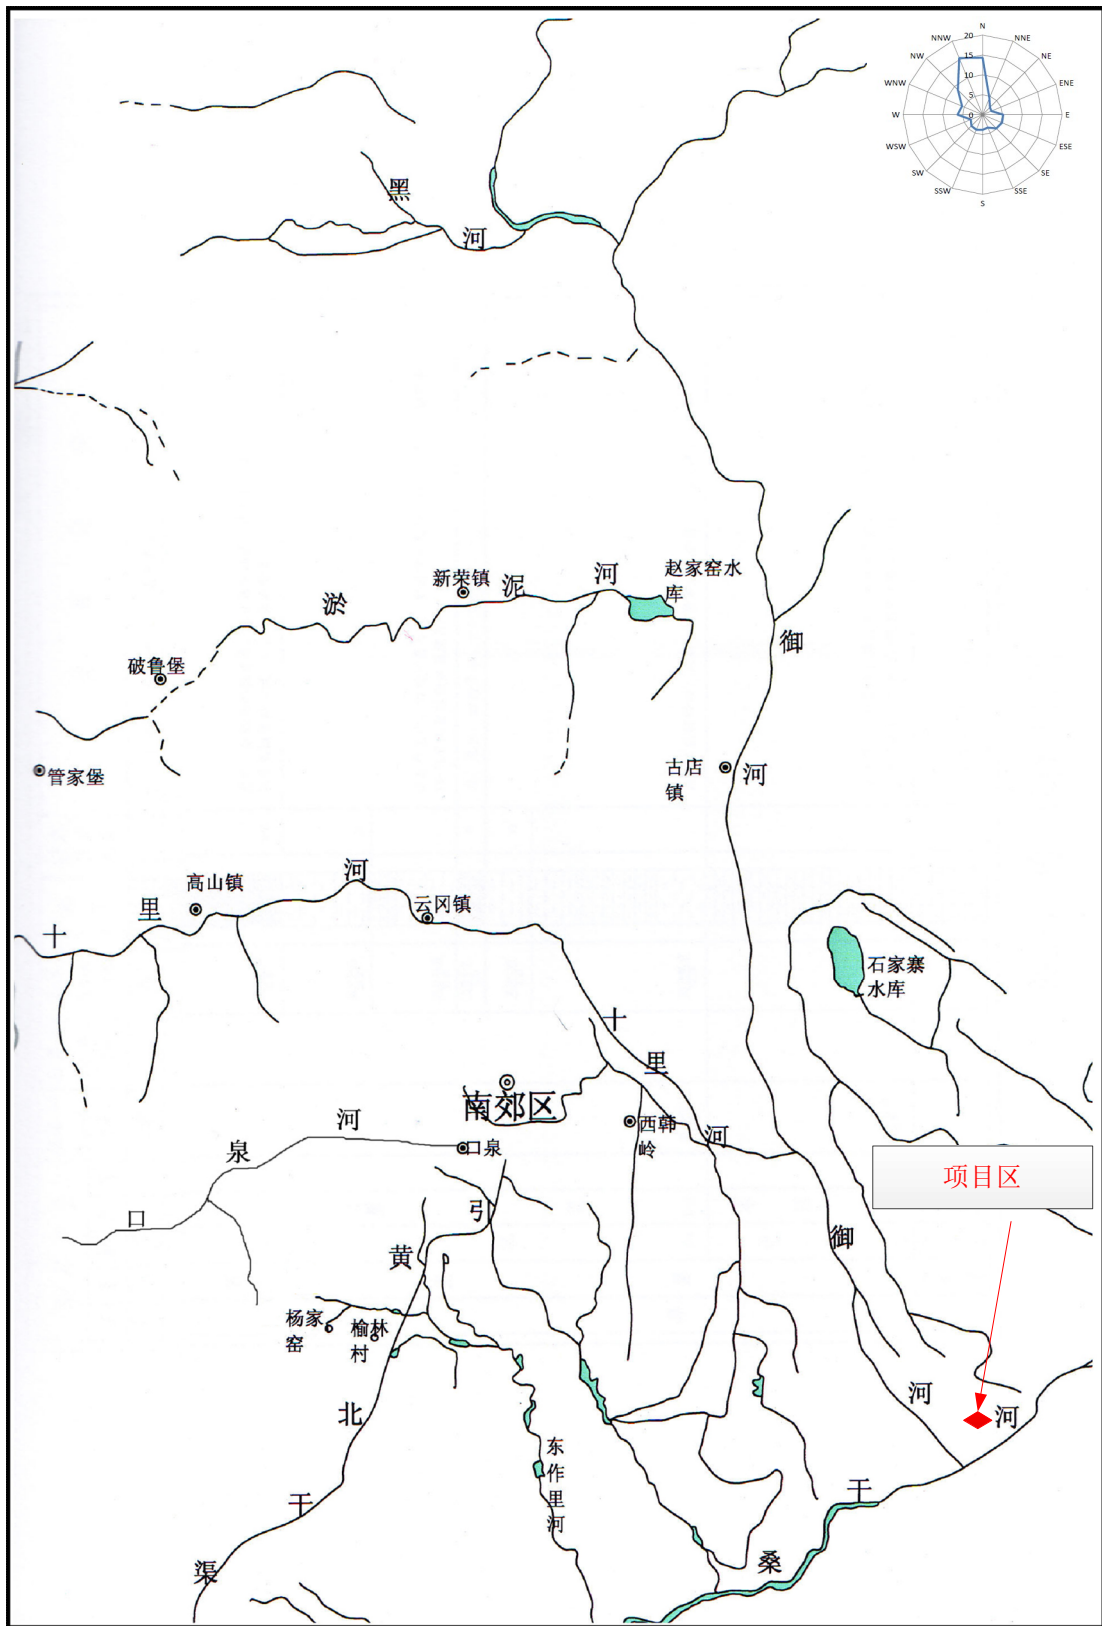 N
NNW
20
NNE
NW
15
NE
WNW
10
ENE
5
W
0
E
WSW
ESE
SW
SE
SSW
SSE
S
黑
河
新荣镇
泥
河
赵家窑水
库
淤
御
破鲁堡
管家堡
古店
镇
河
高山镇
河
云冈镇
里
十
石家寨
水库
十
里
南郊区
河
西韩
岭
河
泉
口泉
口
引
项目区
黄
御
杨家
窑
榆林
村
河
河
北
东
作
里
河
干
干
渠
桑